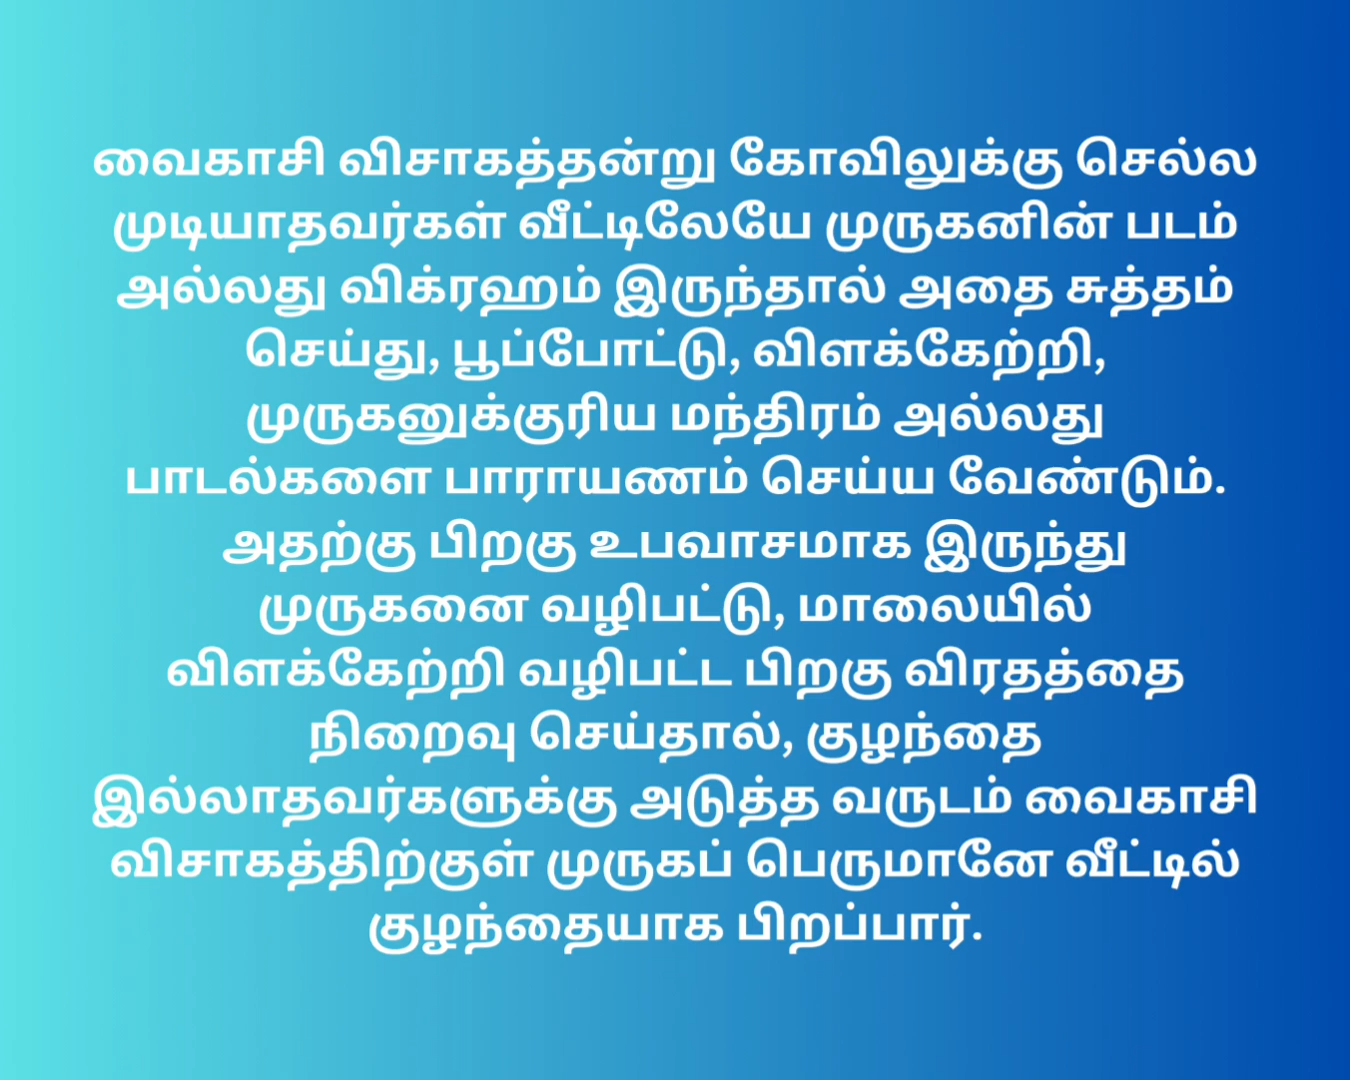 வைகாசி விசாகத்தன்று கோவிலுக்கு செல்ல
முடியாதவர்கள் வீட்டிலேயே முருகனின் படம்
அல்லது விக்ரஹம் இருந்தால் அதை சுத்தம்
செய்து, பூப்போட்டு, விளக்கேற்றி,
முருகனுக்குரிய மந்திரம் அல்லது
பாடல்களை பாராயணம் செய்ய வேண்டும்.
அதற்கு பிறகு உபவாசமாக இருந்து
முருகனை வழிபட்டு, மாலையில்
விளக்கேற்றி வழிபட்ட பிறகு விரதத்தை
நிறைவு செய்தால், குழந்தை
இல்லாதவர்களுக்கு அடுத்த வருடம் வைகாசி
விசாகத்திற்குள் முருகப் பெருமானே வீட்டில்
குழந்தையாக பிறப்பார்.